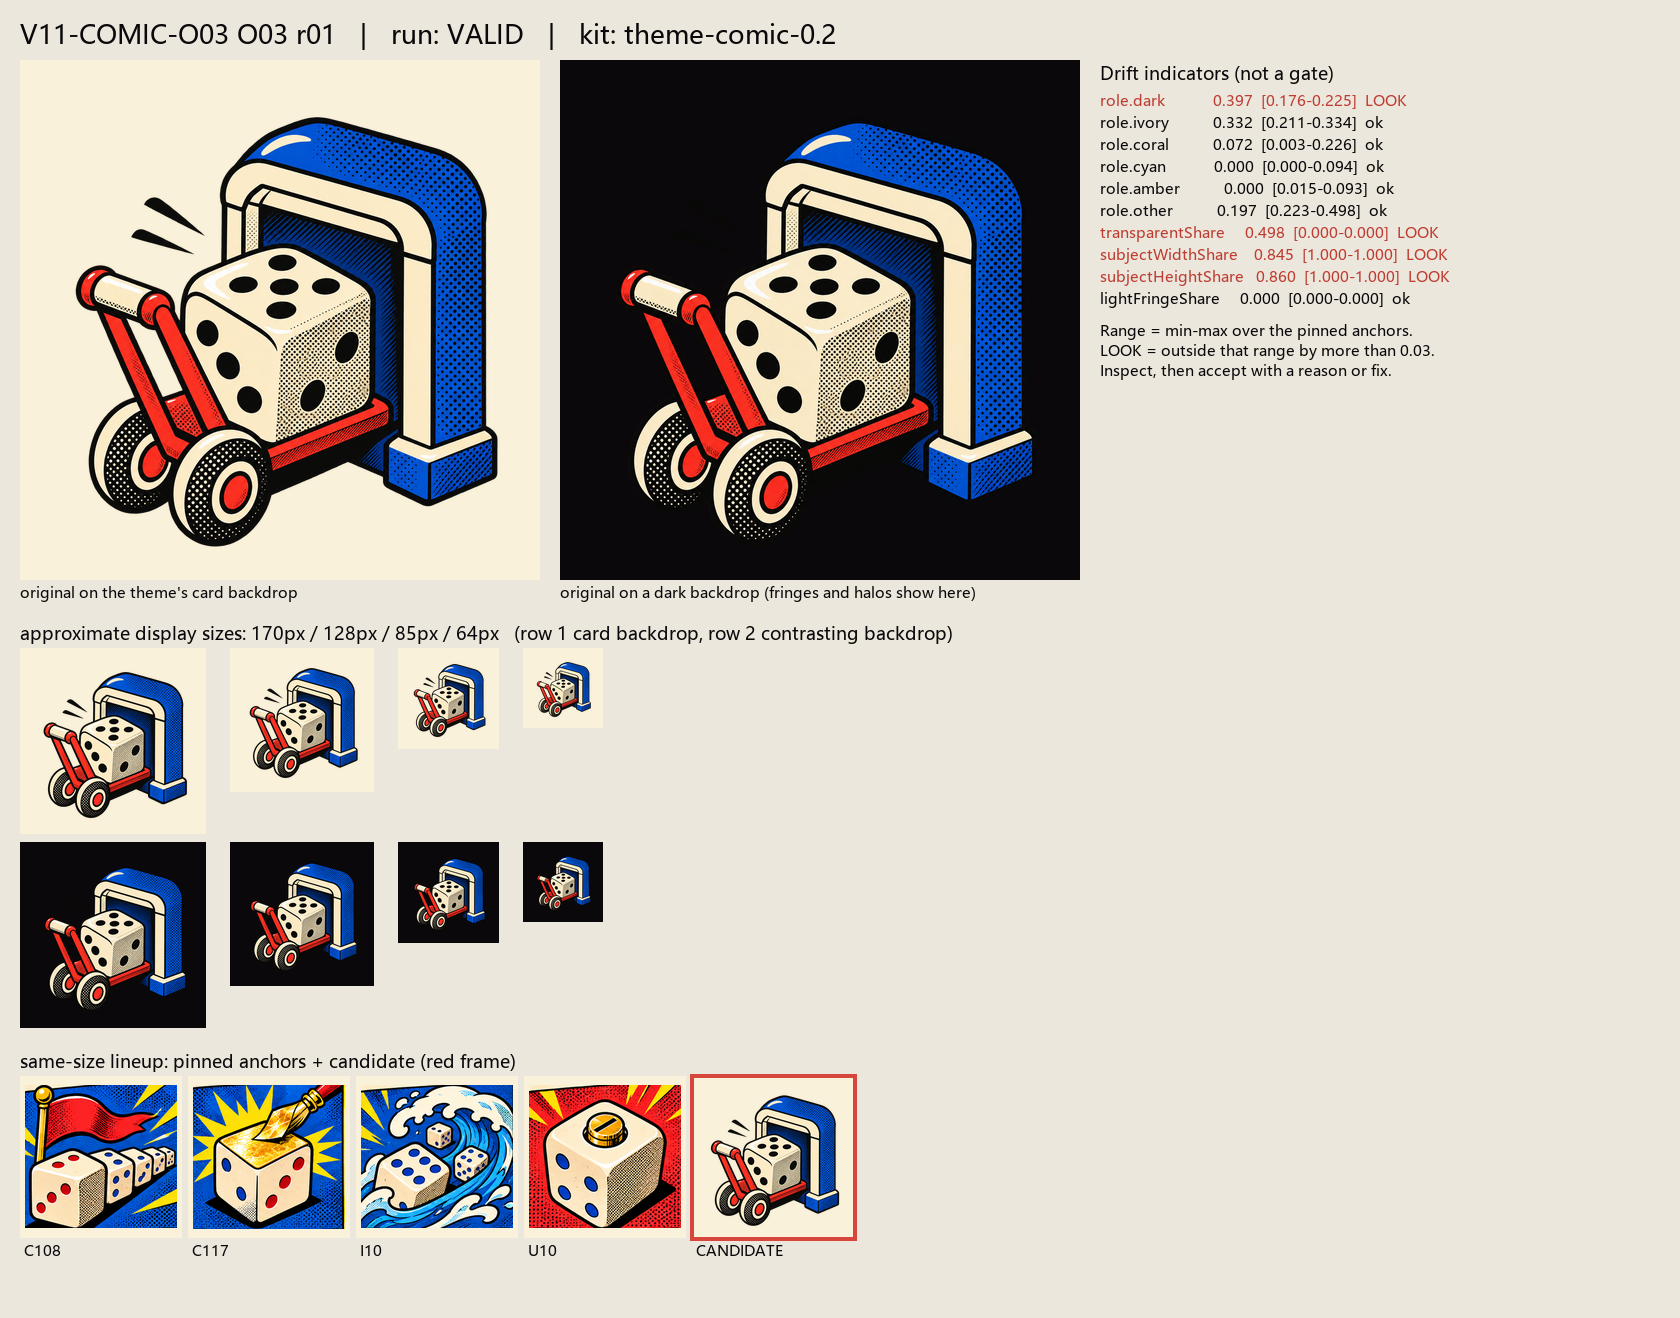 V11-COMIC-O03 O03 r01   |   run: VALID   |   kit: theme-comic-0.2
Drift indicators (not a gate)
role.dark 0.397 [0.176-0.225] LOOK
role.ivory 0.332 [0.211-0.334] ok
role.coral 0.072 [0.003-0.226] ok
role.cyan 0.000 [0.000-0.094] ok
role.amber 0.000 [0.015-0.093] ok
role.other 0.197 [0.223-0.498] ok
transparentShare 0.498 [0.000-0.000] LOOK
subjectWidthShare 0.845 [1.000-1.000] LOOK
subjectHeightShare 0.860 [1.000-1.000] LOOK
lightFringeShare 0.000 [0.000-0.000] ok
Range = min-max over the pinned anchors.
LOOK = outside that range by more than 0.03.
Inspect, then accept with a reason or fix.
original on the theme's card backdrop
original on a dark backdrop (fringes and halos show here)
approximate display sizes: 170px / 128px / 85px / 64px   (row 1 card backdrop, row 2 contrasting backdrop)
same-size lineup: pinned anchors + candidate (red frame)
C108
C117
I10
U10
CANDIDATE